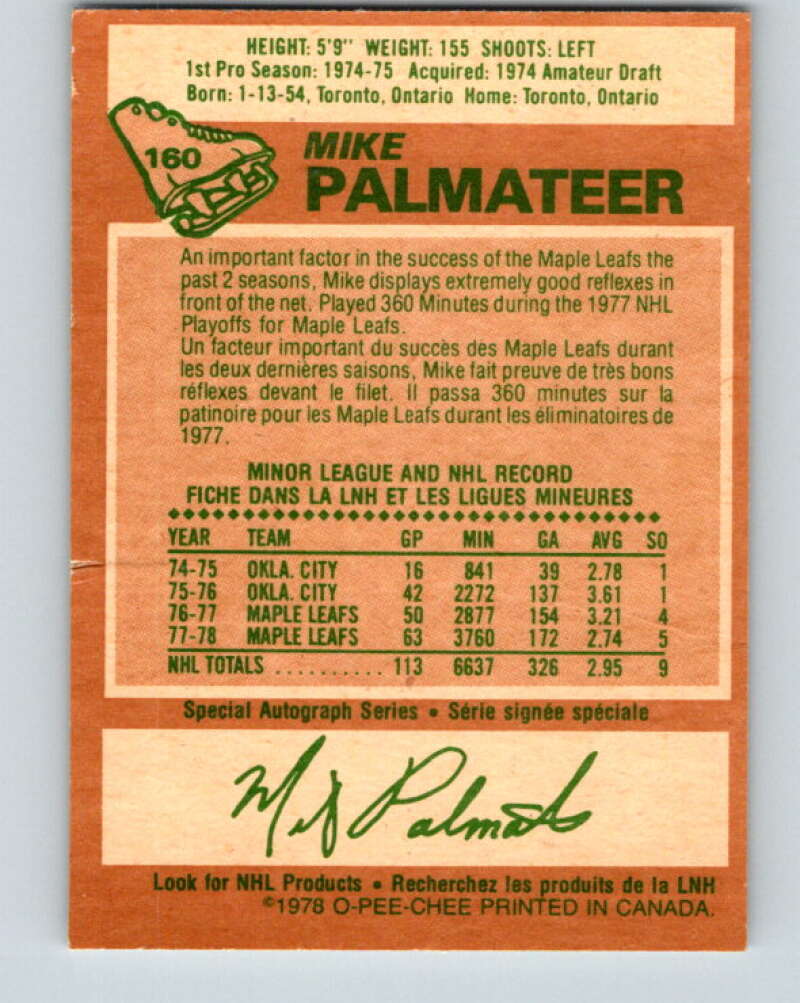 HEIGHT: 5'9" WEIGHT: 155 SHOOTS: LEFT
1st Pro Season: 1974-75 Acquired: 1974 Amateur Draft
Born: 1-13-54, Toronto, Ontario Home: Toronto, Ontario
160
MIKE
PALMATEER
An important factor in the success of the Maple Leafs the
past 2 seasons, Mike displays extremely good reflexes in
front of the net. Played 360 Minutes during the 1977 NHL
Playoffs for Maple Leafs.
Un facteur important du succès des Maple Leafs durant
les deux dernières saisons, Mike fait preuve de très bons
réflexes devant le filet. Il passa 360 minutes sur la
patinoire pour les Maple Leafs durant les éliminatoires de
1977.
MINOR LEAGUE AND NHL RECORD
FICHE DANS LA LNH ET LES LIGUES MINEURES
YEAR TEAM GP MIN GA AVG SO
74-75 OKLA. CITY 16 841 39 2.78 1
75-76 OKLA. CITY 42 2272 137 3.61 1
76-77 MAPLE LEAFS 50 2877 154 3.21 4
77-78 MAPLE LEAFS 63 3760 172 2.74 5
NHL TOTALS .......... 113 6637 326 2.95 9
Special Autograph Series • Série signée spéciale
Mike Palmateer
Look for NHL Products • Recherchez les produits de la LNH
©1978 O-PEE-CHEE PRINTED IN CANADA.